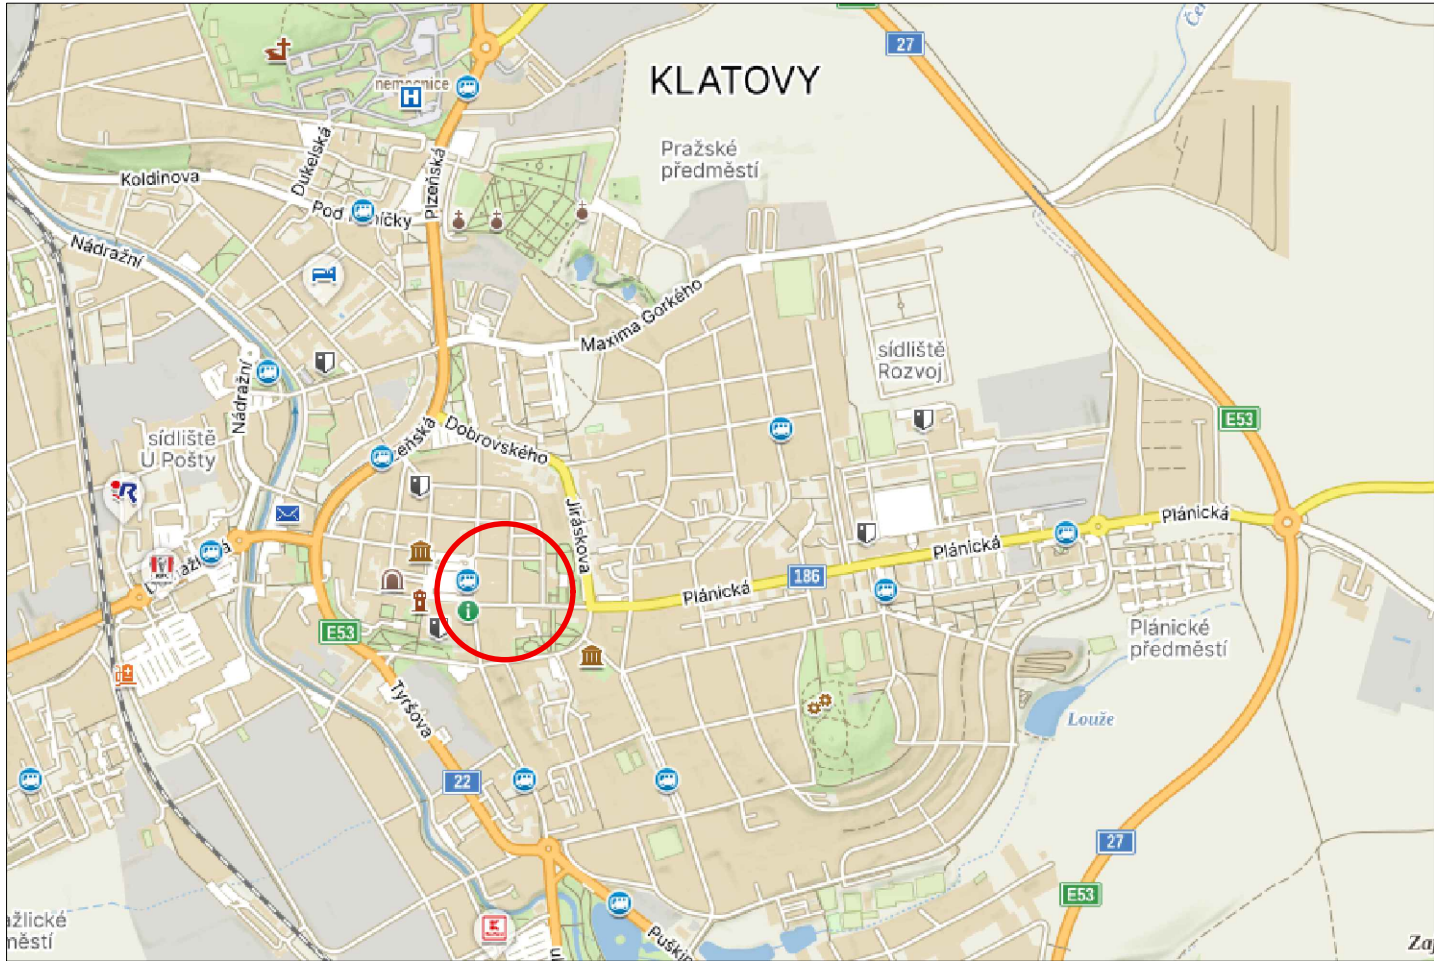 27
KLATOVY
nemocnice
H
Pražské
předměstí
Dukelská
Plzeňská
Koldinova
Pod
Nádražní
Maxima Gorkého
sídliště
Rozvoj
Nádražní
E53
Dobrovského
sídliště
U Pošty
R
Jiráskova
Plánická
Plánická
186
Plánická
i
E53
Plánické
předměstí
Tyršova
Louže
22
27
E53
K